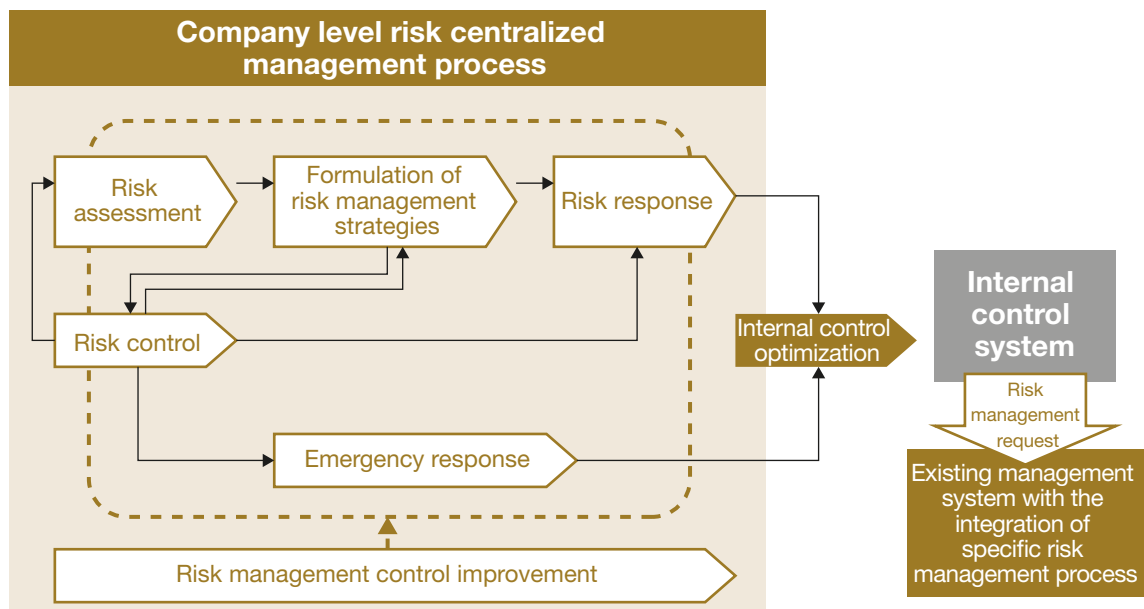 Company level risk centralized
management process
Risk
assessment
Formulation of
risk management
strategies
Risk response
Risk control
Internal control
optimization
Internal
control
system
Risk
management
request
Emergency response
Existing management
system with the
integration of
specific risk
management process
Risk management control improvement